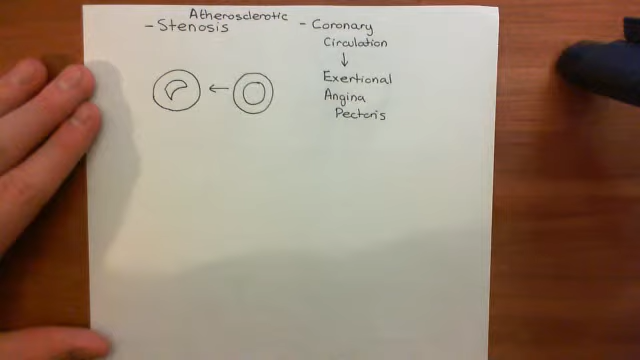 Atherosclerotic
- Stenosis
- Coronary
Circulation
↓
Exertional
Angina
Pectoris